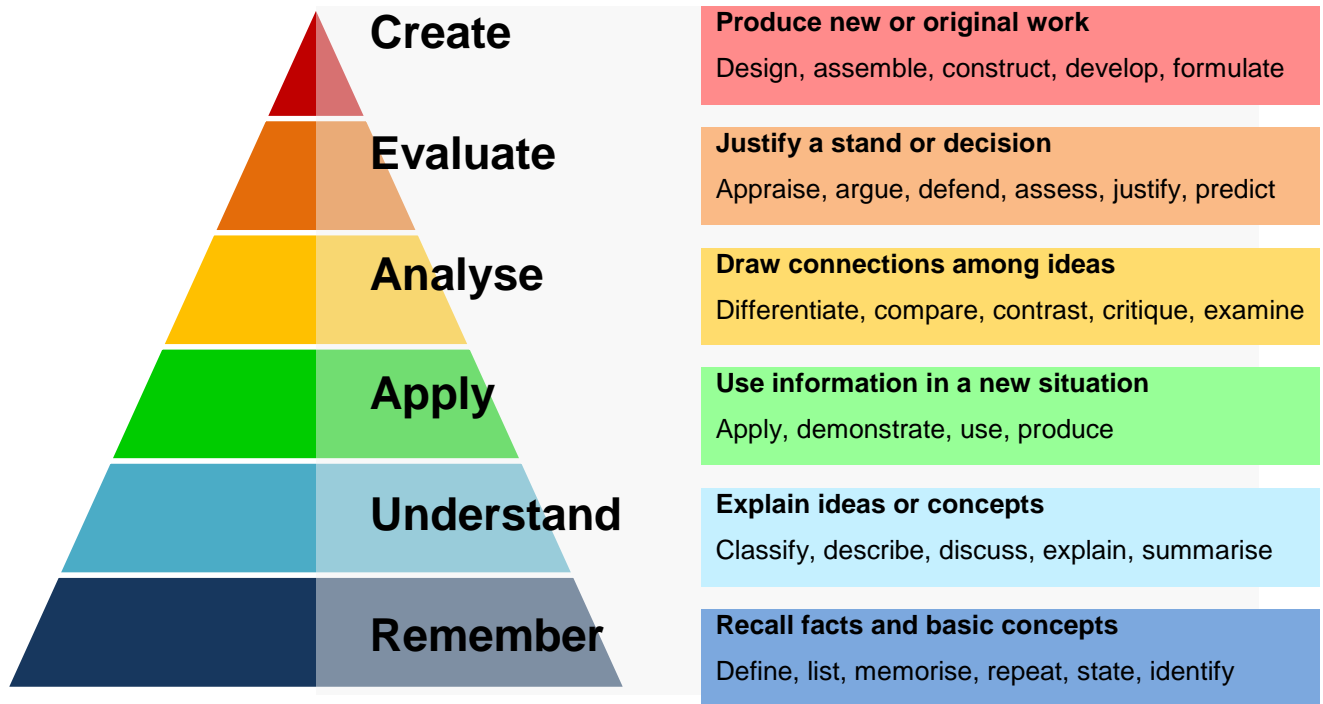 Create
Produce new or original work
Design, assemble, construct, develop, formulate
Evaluate
Justify a stand or decision
Appraise, argue, defend, assess, justify, predict
Analyse
Draw connections among ideas
Differentiate, compare, contrast, critique, examine
Apply
Use information in a new situation
Apply, demonstrate, use, produce
Understand
Explain ideas or concepts
Classify, describe, discuss, explain, summarise
Remember
Recall facts and basic concepts
Define, list, memorise, repeat, state, identify